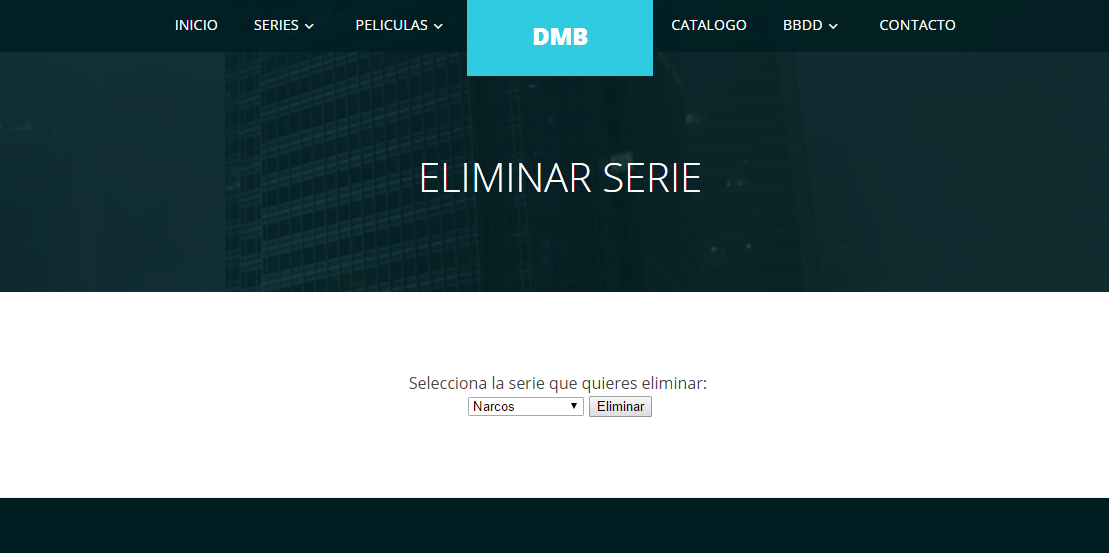 INICIO SERIES PELICULAS DMB CATALOGO BBDD CONTACTO
ELIMINAR SERIE
Selecciona la serie que quieres eliminar:
Narcos Eliminar